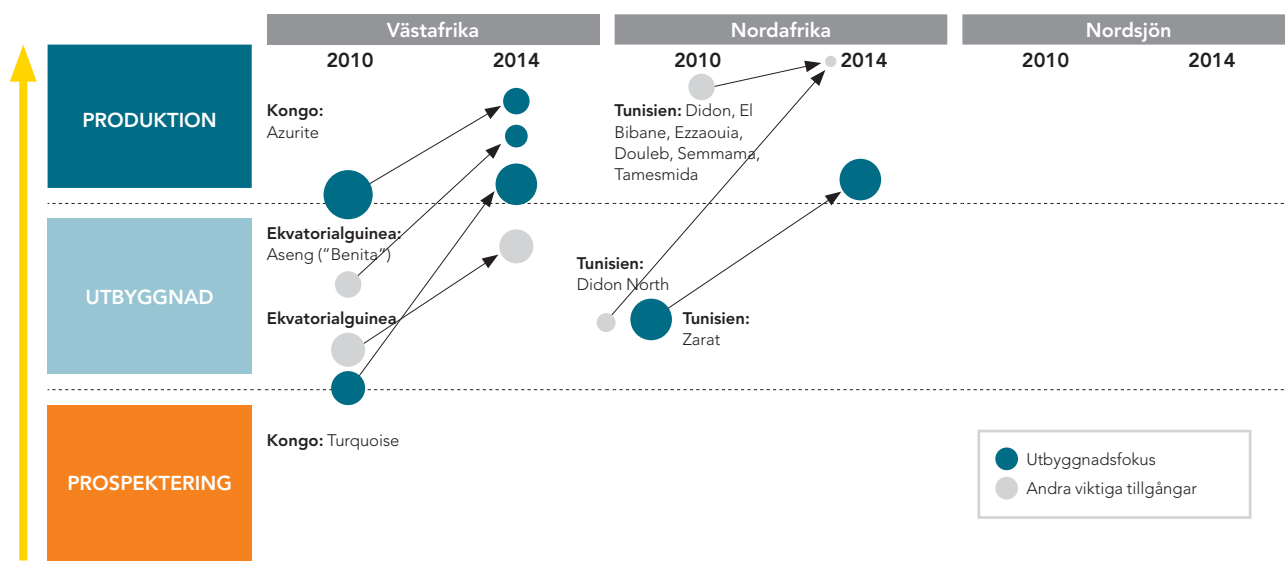 Västafrika
Nordafrika
Nordsjön
2010
2014
2010
2014
2010
2014
PRODUKTION
Kongo:
Azurite
Tunisien: Didon, El
Bibane, Ezzaouia,
Douleb, Semmama,
Tamesmida
UTBYGGNAD
Ekvatorialguinea:
Aseng (“Benita”)
Ekvatorialguinea
Tunisien:
Didon North
Tunisien:
Zarat
PROSPEKTERING
Kongo: Turquoise
Utbyggnadsfokus
Andra viktiga tillgångar